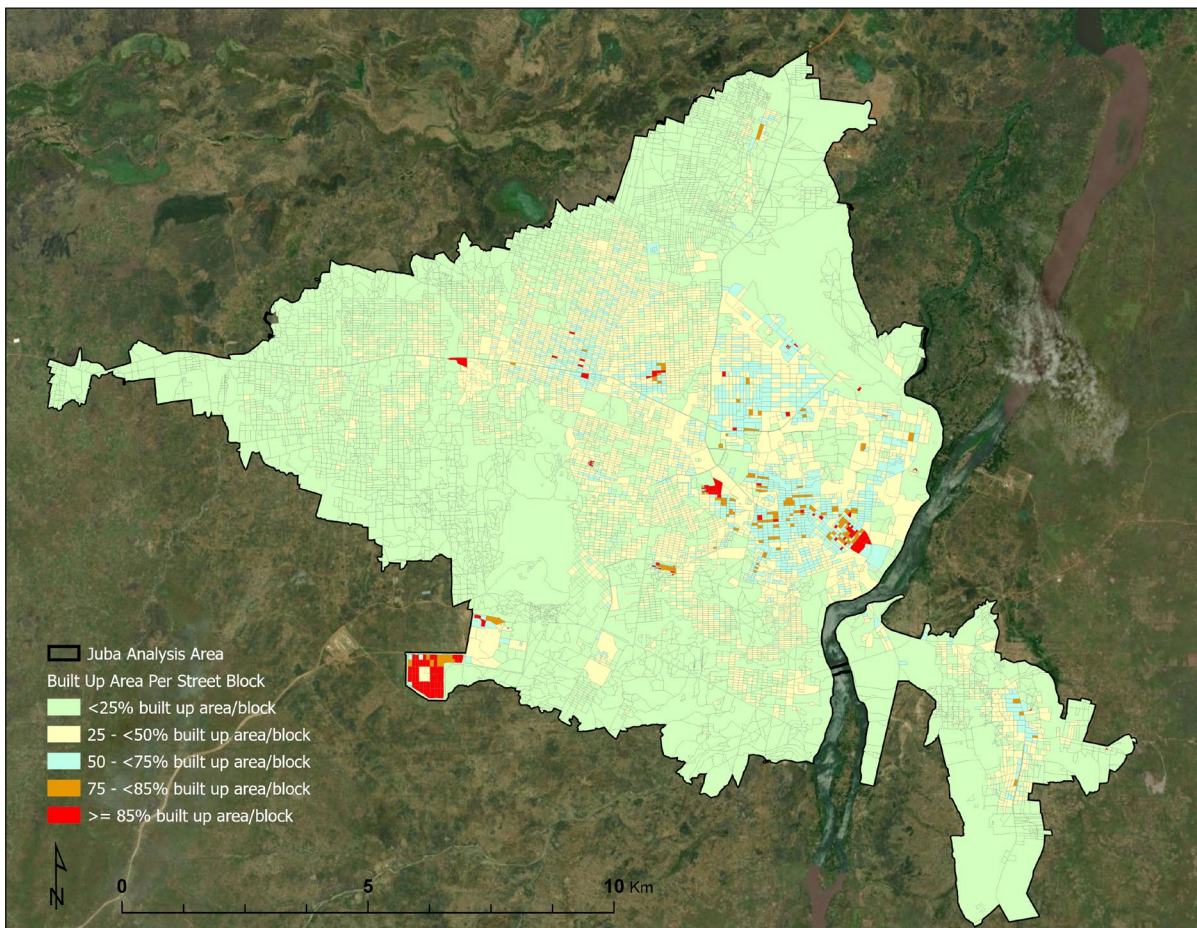 Juba Analysis Area
Built Up Area Per Street Block
<25% built up area/block
25 - <50% built up area/block
50 - <75% built up area/block
75 - <85% built up area/block
>= 85% built up area/block
N
0 5 10 Km